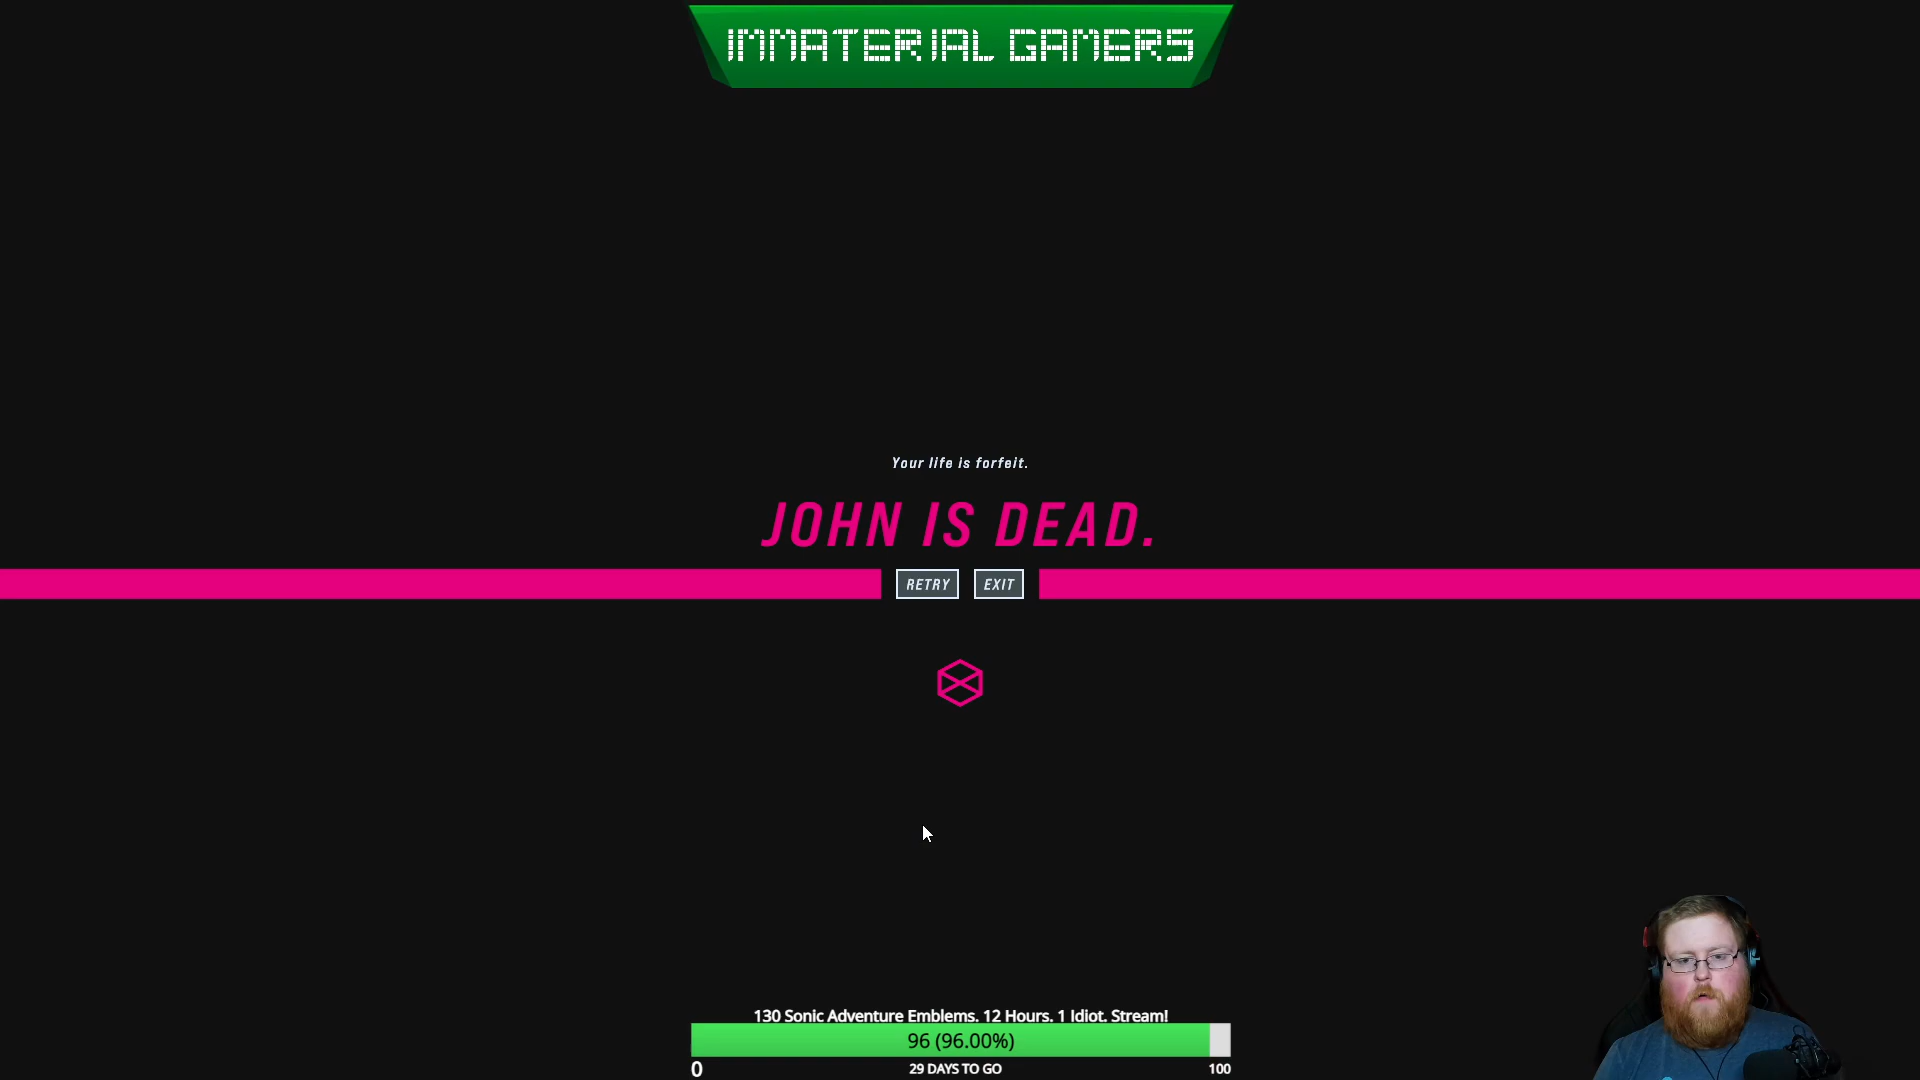 IMMATERIAL GAMERS
Your life is forfeit.
JOHN IS DEAD.
RETRY EXIT
130 Sonic Adventure Emblems. 12 Hours. 1 Idiot. Stream!
96 (96.00%)
0 29 DAYS TO GO 100